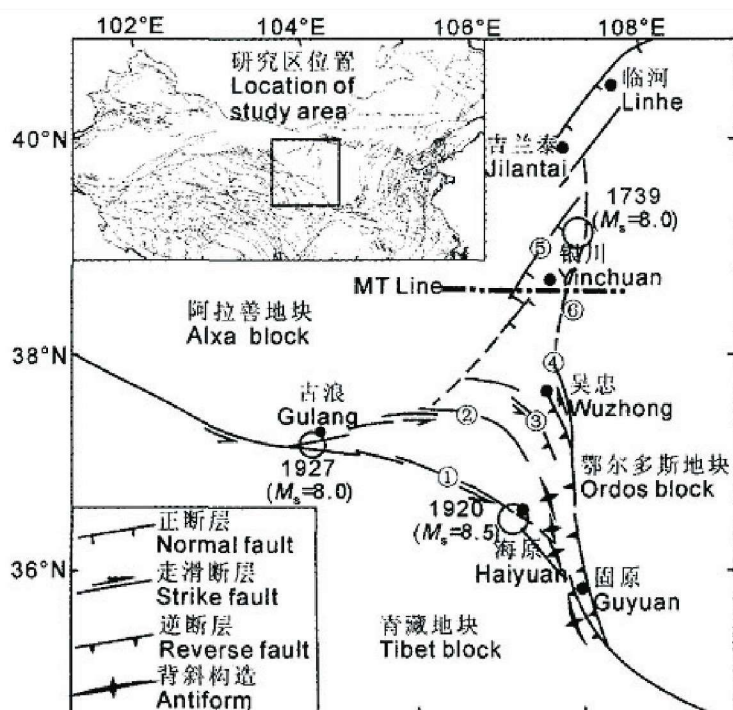 102°E 104°E 106°E 108°E
研究区位置
Location of
study area
临河
Linhe
40°N
吉兰泰
Jilantai
1739
(Ms=8.0)
⑤
银川
Yinchuan
MT Line
⑥
阿拉善地块
Alxa block
38°N
④
吴忠
Wuzhong
古浪
Gulang
②
③
1927
(Ms=8.0)
①
鄂尔多斯地块
Ordos block
1920
(Ms=8.5)
正断层
Normal fault
海原
Haiyuan
36°N
走滑断层
Strike fault
固原
Guyuan
逆断层
Reverse fault
青藏地块
Tibet block
背斜构造
Antiform